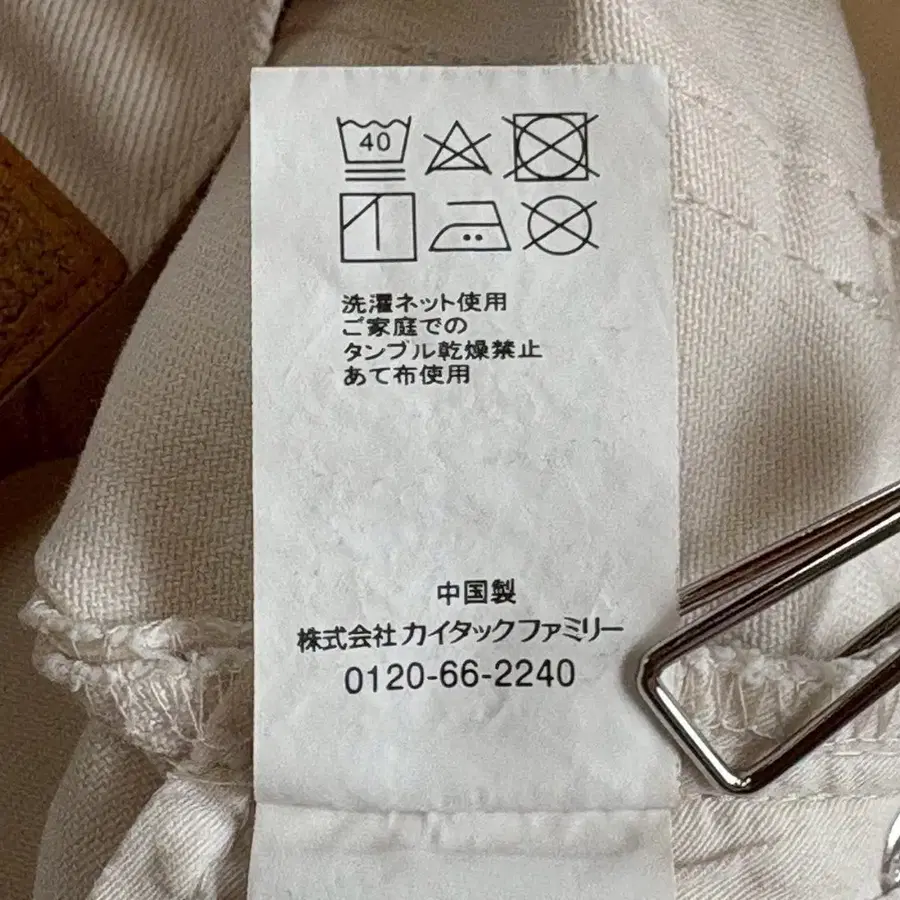 40
洗濯ネット使用
ご家庭での
タンブル乾燥禁止
あて布使用
中国製
株式会社 カイタックファミリー
0120-66-2240